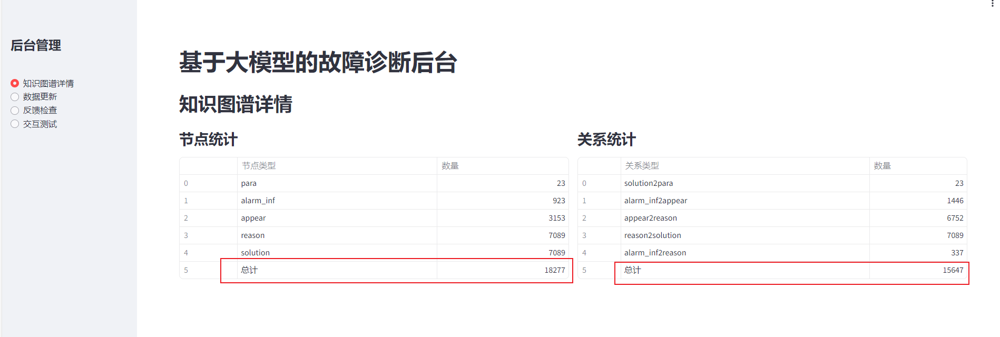 后台管理
知识图谱详情
数据更新
反馈检查
交互测试
基于大模型的故障诊断后台
知识图谱详情
节点统计
节点类型 数量
0 para 23
1 alarm_inf 923
2 appear 3153
3 reason 7089
4 solution 7089
5 总计 18277
关系统计
关系类型 数量
0 solution2para 23
1 alarm_inf2appear 1446
2 appear2reason 6752
3 reason2solution 7089
4 alarm_inf2reason 337
5 总计 15647